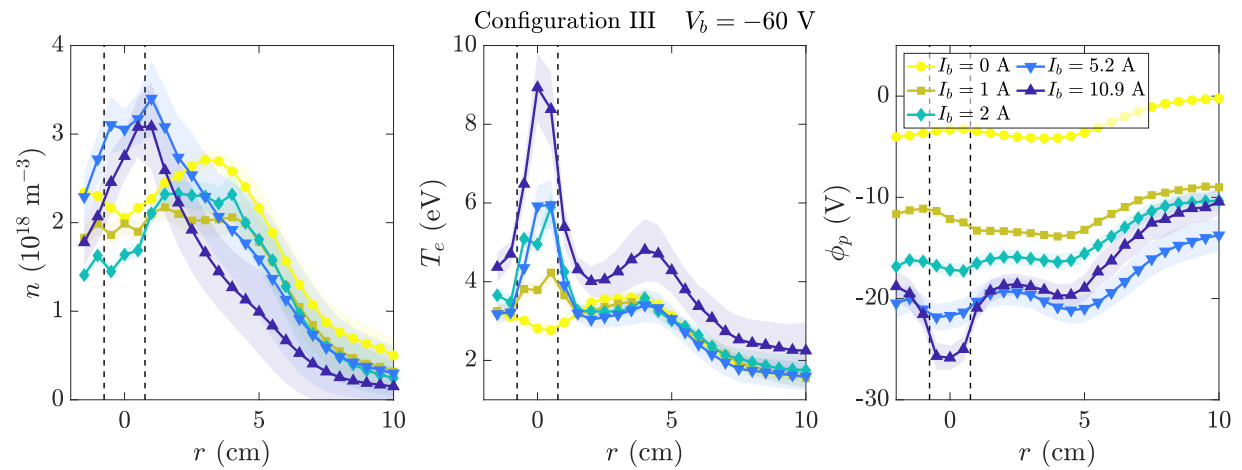 Configuration III V_b = −60 V
n (10^18 m^−3)
4
3
2
1
0
0
5
10
r (cm)
T_e (eV)
10
8
6
4
2
0
5
10
r (cm)
ϕ_p (V)
0
-10
-20
-30
0
5
10
r (cm)
I_b = 0 A
I_b = 5.2 A
I_b = 1 A
I_b = 10.9 A
I_b = 2 A